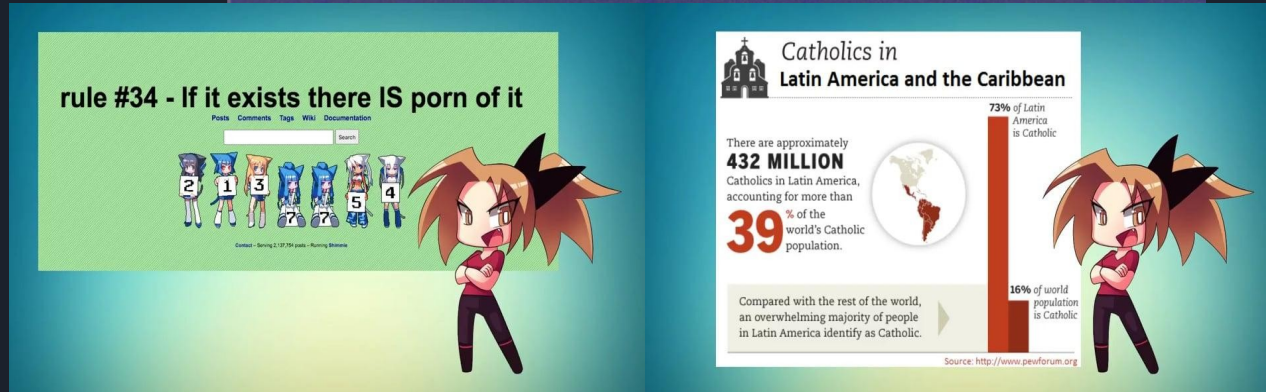 rule #34 - If it exists there IS porn of it
Posts Comments Tags Wiki Documentation
Search
2 1 3 7 7 5 4
Contact - Serving 2,137,754 posts - Running Shimmie
Catholics in
Latin America and the Caribbean
73% of Latin
America
is Catholic
There are approximately
432 MILLION
Catholics in Latin America,
accounting for more than
39% of the
world's Catholic
population.
16% of world
population
is Catholic
Compared with the rest of the world,
an overwhelming majority of people
in Latin America identify as Catholic.
Source: http://www.pewforum.org